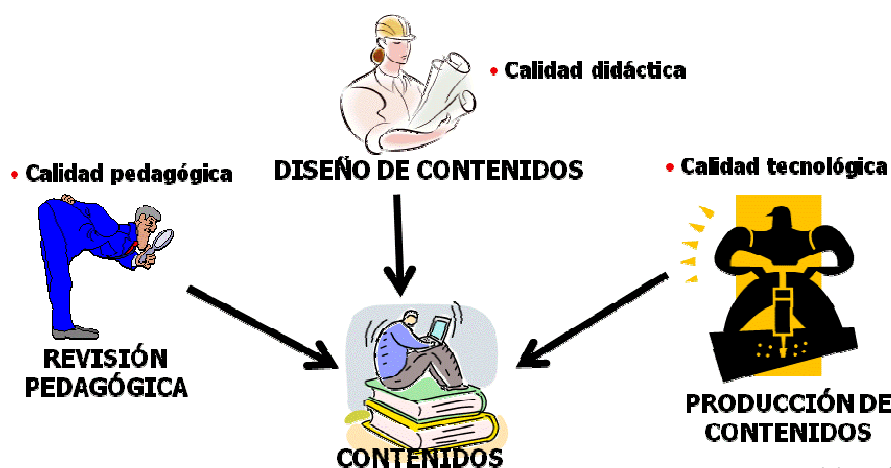 • Calidad didáctica
DISEÑO DE CONTENIDOS
• Calidad pedagógica
• Calidad tecnológica
REVISIÓN
PEDAGÓGICA
PRODUCCIÓN DE
CONTENIDOS
CONTENIDOS